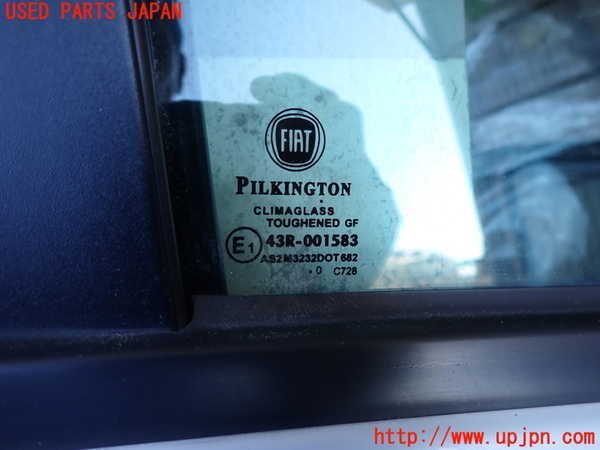 USED PARTS JAPAN
FIAT
PILKINGTON
CLIMAGLASS
TOUGHENED GF
E1 43R-001583
AS2M3232DOT682
.0 C728
http://www.upjpn.com/